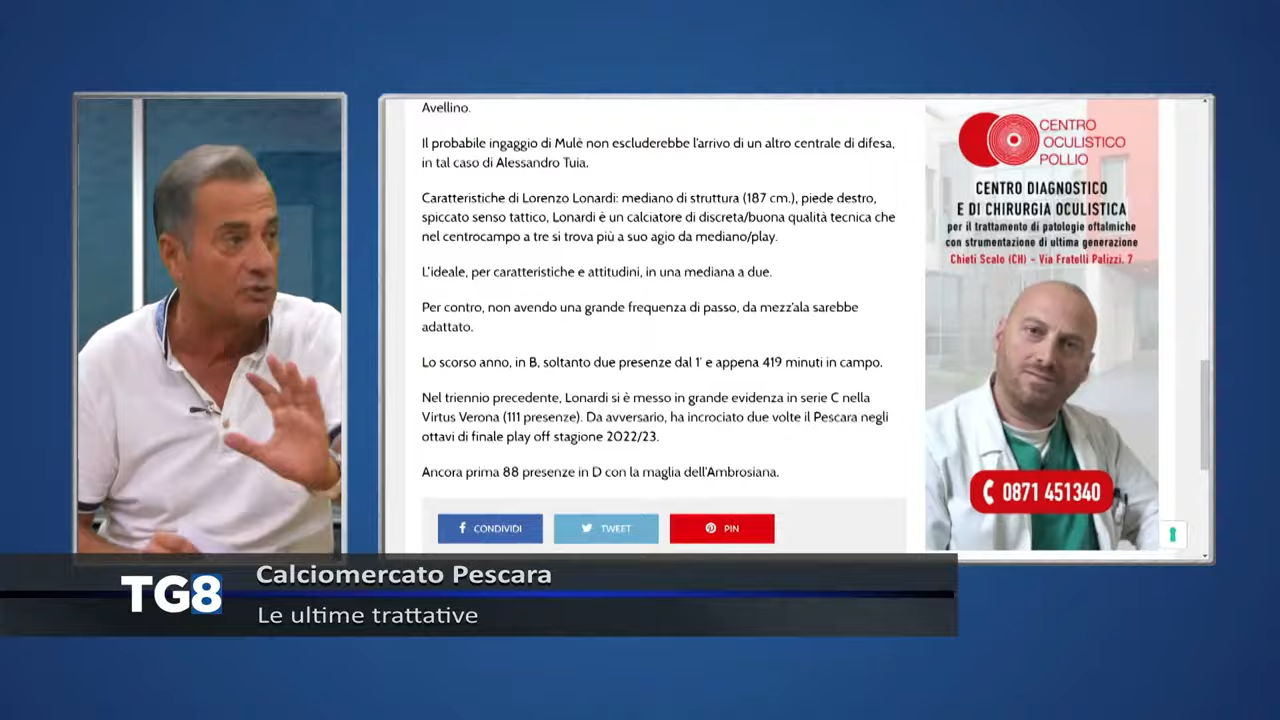 Avellino.
Il probabile ingaggio di Mulè non escluderebbe l'arrivo di un altro centrale di difesa,
in tal caso di Alessandro Tuia.
Caratteristiche di Lorenzo Lonardi: mediano di struttura (187 cm.), piede destro,
spiccato senso tattico, Lonardi è un calciatore di discreta/buona qualità tecnica che
nel centrocampo a tre si trova più a suo agio da mediano/play.
L'ideale, per caratteristiche e attitudini, in una mediana a due.
Per contro, non avendo una grande frequenza di passo, da mezz'ala sarebbe
adattato.
Lo scorso anno, in B, soltanto due presenze dal 1' e appena 419 minuti in campo.
Nel triennio precedente, Lonardi si è messo in grande evidenza in serie C nella
Virtus Verona (111 presenze). Da avversario, ha incrociato due volte il Pescara negli
ottavi di finale play off stagione 2022/23.
Ancora prima 88 presenze in D con la maglia dell'Ambrosiana.
CONDIVIDI
TWEET
PIN
CENTRO
OCULISTICO
POLLIO
CENTRO DIAGNOSTICO
E DI CHIRURGIA OCULISTICA
per il trattamento di patologie oftalmiche
con strumentazione di ultima generazione
Chieti Scalo (CH) - Via Fratelli Palizzi. 7
0871 451340
TG8
Calciomercato Pescara
Le ultime trattative